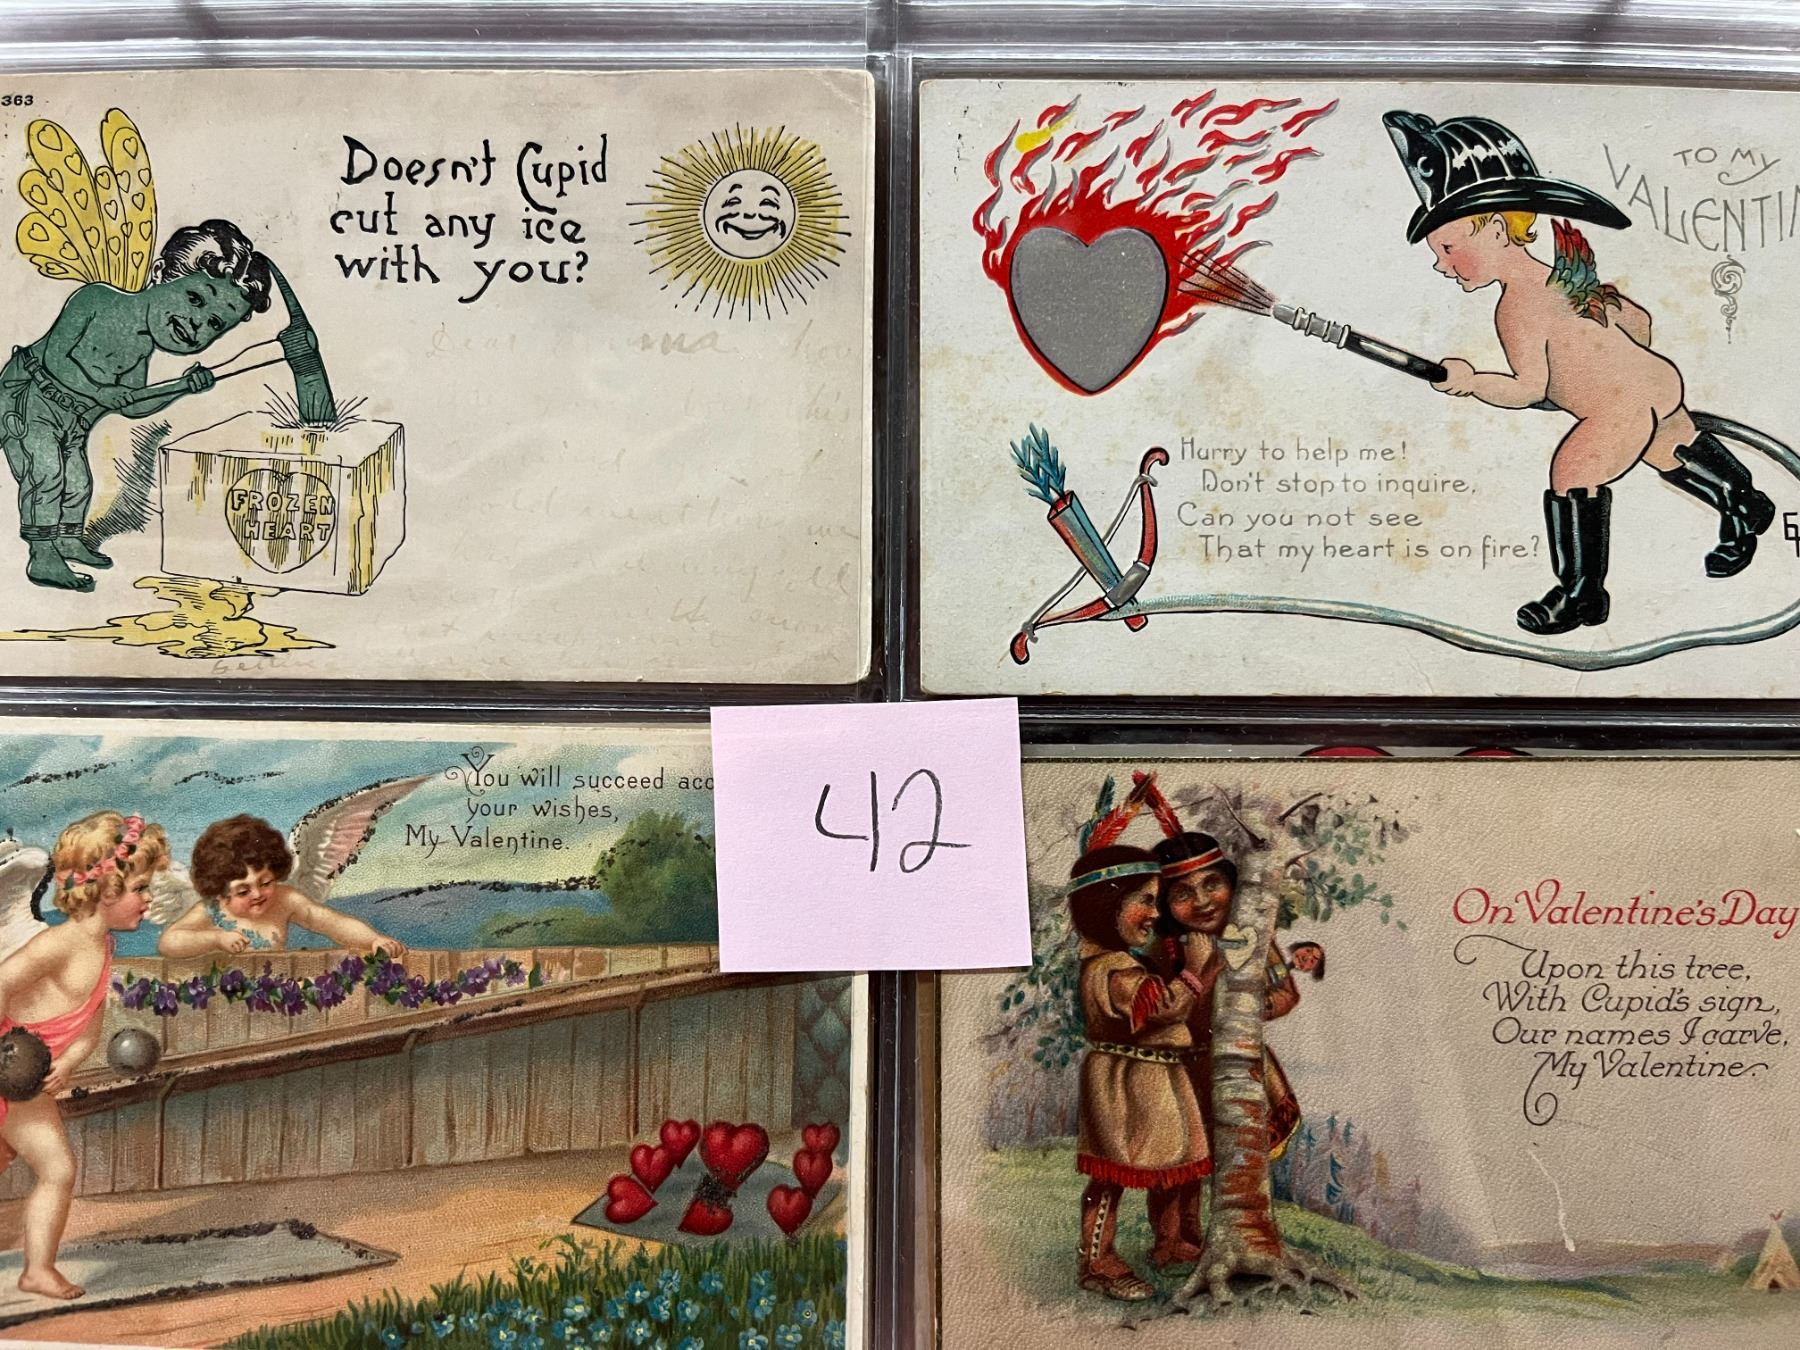 363
Doesn't Cupid
cut any ice
with you?
Dear
FROZEN
HEART
TO MY
VALENTIN
Hurry to help me!
Don't stop to inquire,
Can you not see
That my heart is on fire?
You will succeed acc
your wishes,
My Valentine.
42
On Valentine's Day
Upon this tree,
With Cupid's sign,
Our names I carve,
My Valentine.